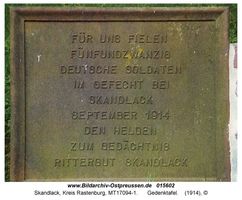 FÜR UNS FIELEN
FÜNFUNDZWANZIG
DEUTSCHE SOLDATEN
IM GEFECHT BEI
SKANDLACK
SEPTEMBER 1914
DEN HELDEN
ZUM GEDÄCHTNIS
RITTERGUT SKANDLACK
www.Bildarchiv-Ostpreussen.de 015602
Skandlack, Kreis Rastenburg, MT17094-1. Gedenktafel. (1914). ©